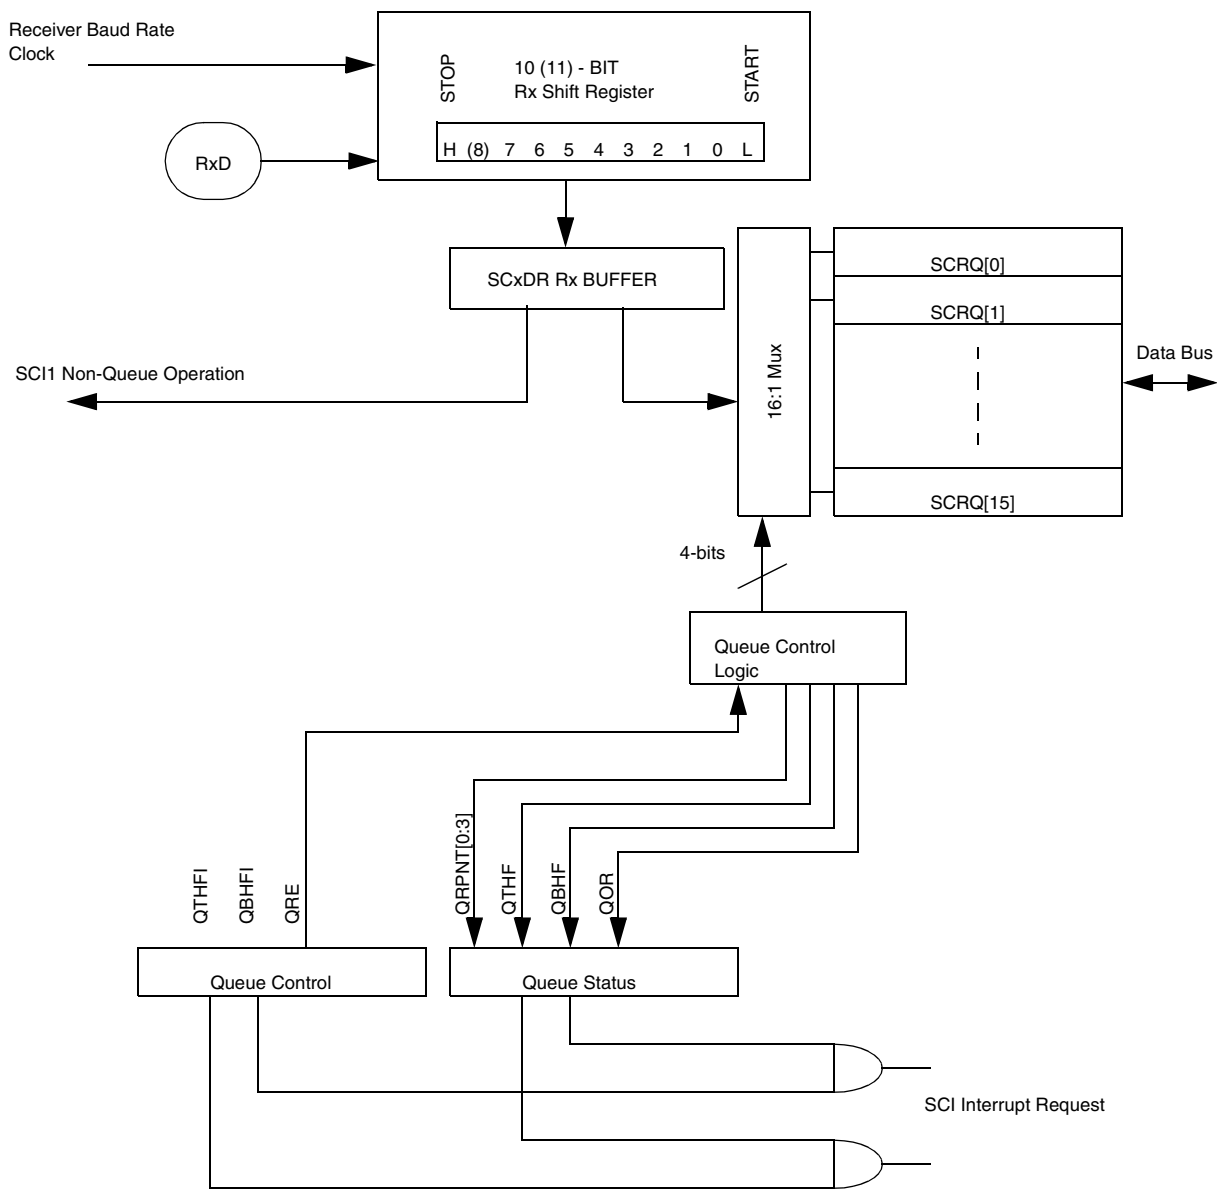 Receiver Baud Rate
Clock
STOP
10 (11) - BIT
Rx Shift Register
START
H (8) 7 6 5 4 3 2 1 0 L
RxD
SCxDR Rx BUFFER
SCI1 Non-Queue Operation
16:1 Mux
SCRQ[0]
SCRQ[1]
SCRQ[15]
Data Bus
4-bits
Queue Control
Logic
QTHFI
QBHFI
QRE
QRPNT[0:3]
QTHF
QBHF
QOR
Queue Control
Queue Status
SCI Interrupt Request